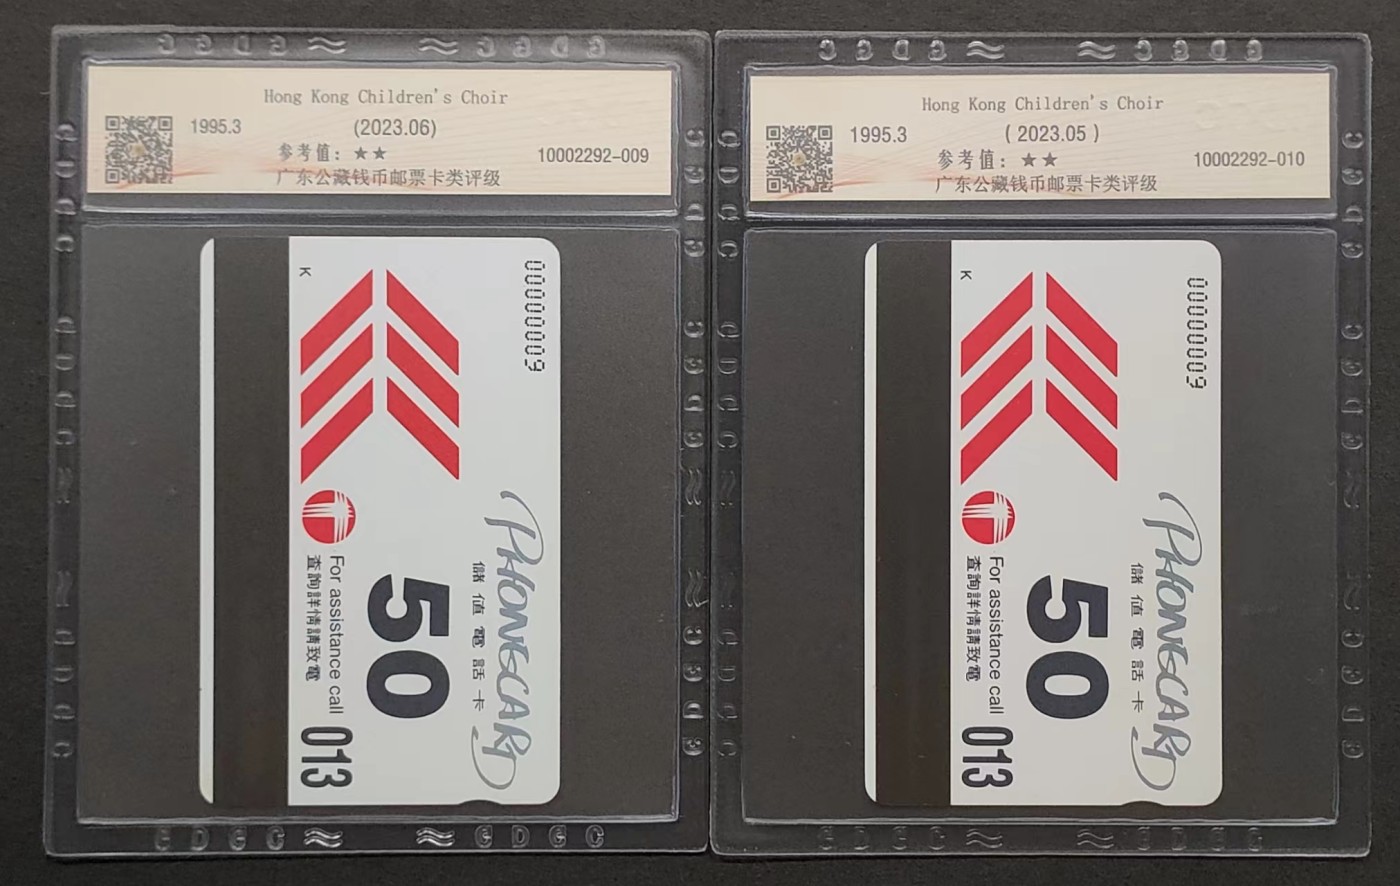 Hong Kong Children's Choir
1995.3
(2023.06)
参考值：★★
10002292-009
广东公藏钱币邮票卡类评级
K
00000009
PHONECARD
儲值電話卡
50
For assistance call
查詢詳情請致電
013
Hong Kong Children's Choir
1995.3
( 2023.05 )
参考值：★★
10002292-010
广东公藏钱币邮票卡类评级
K
00000009
PHONECARD
儲值電話卡
50
For assistance call
查詢詳情請致電
013